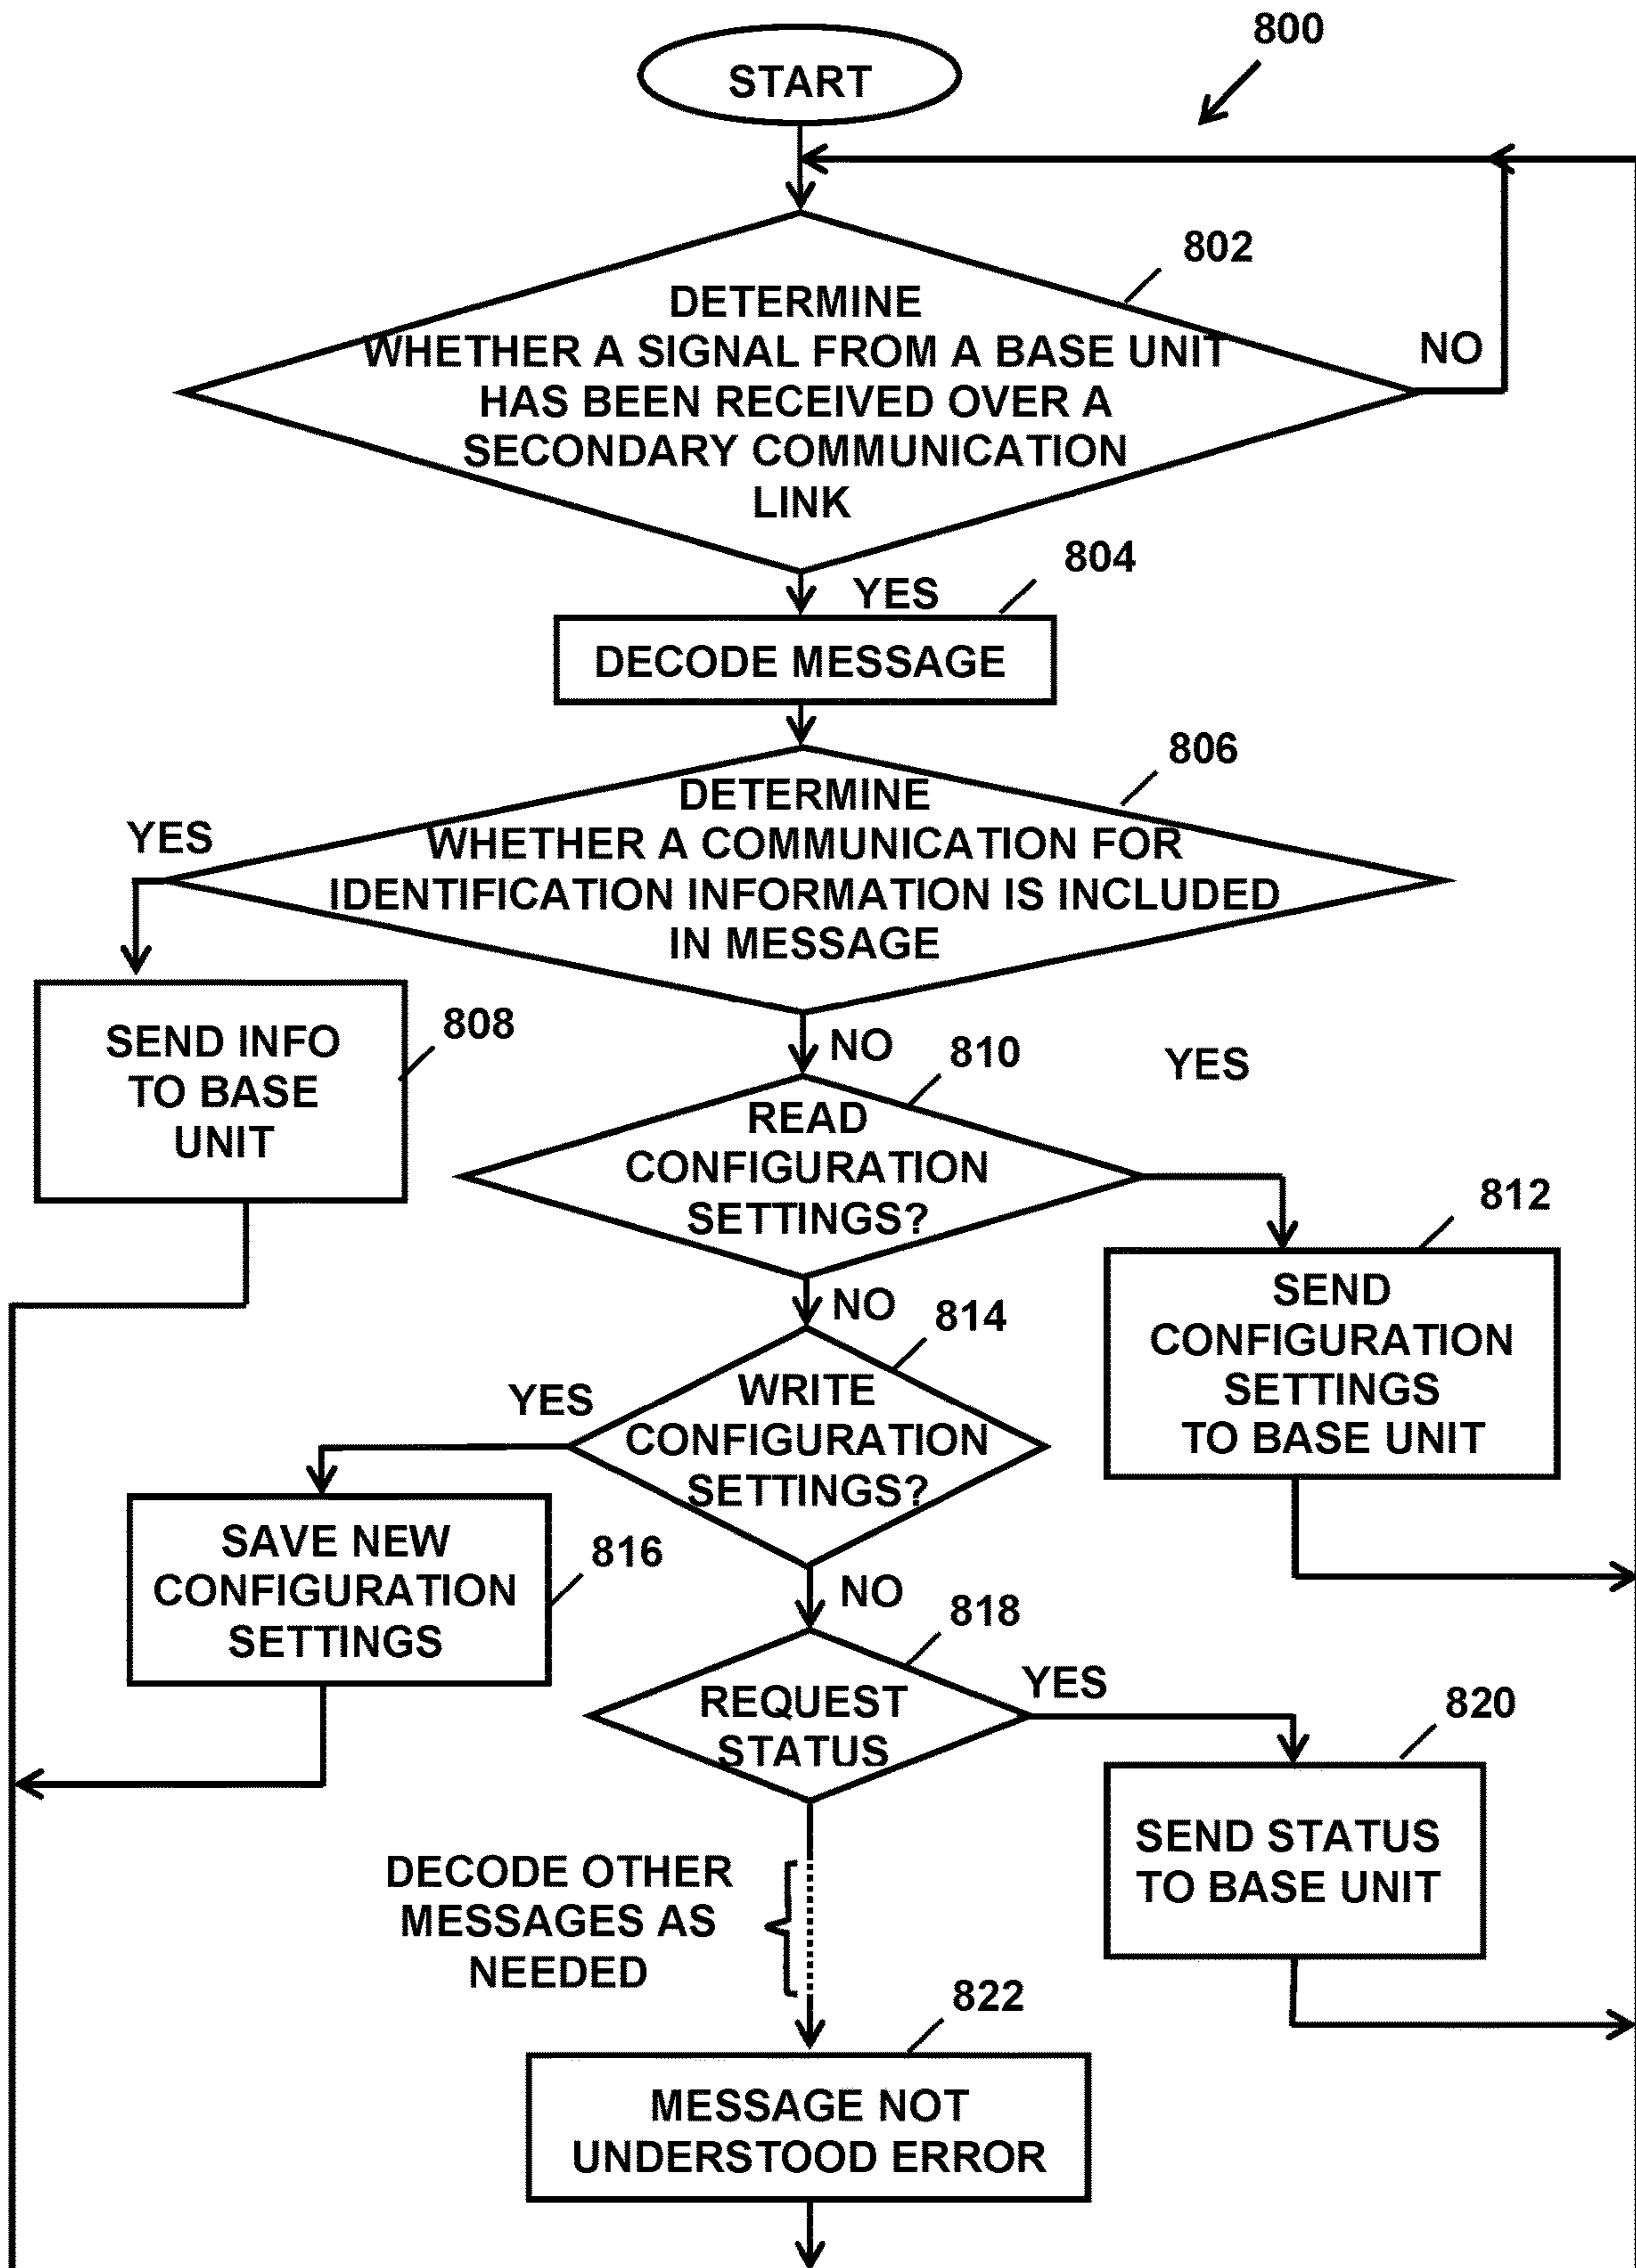 800
START
802
DETERMINE
WHETHER A SIGNAL FROM A BASE UNIT
HAS BEEN RECEIVED OVER A
SECONDARY COMMUNICATION
LINK
NO
YES
804
DECODE MESSAGE
806
DETERMINE
WHETHER A COMMUNICATION FOR
IDENTIFICATION INFORMATION IS INCLUDED
IN MESSAGE
YES
SEND INFO
TO BASE
UNIT
808
NO
810
YES
READ
CONFIGURATION
SETTINGS?
812
SEND
CONFIGURATION
SETTINGS
TO BASE UNIT
NO
814
YES
WRITE
CONFIGURATION
SETTINGS?
SAVE NEW
CONFIGURATION
SETTINGS
816
NO
818
REQUEST
STATUS
YES
820
SEND STATUS
TO BASE UNIT
DECODE OTHER
MESSAGES AS
NEEDED
822
MESSAGE NOT
UNDERSTOOD ERROR